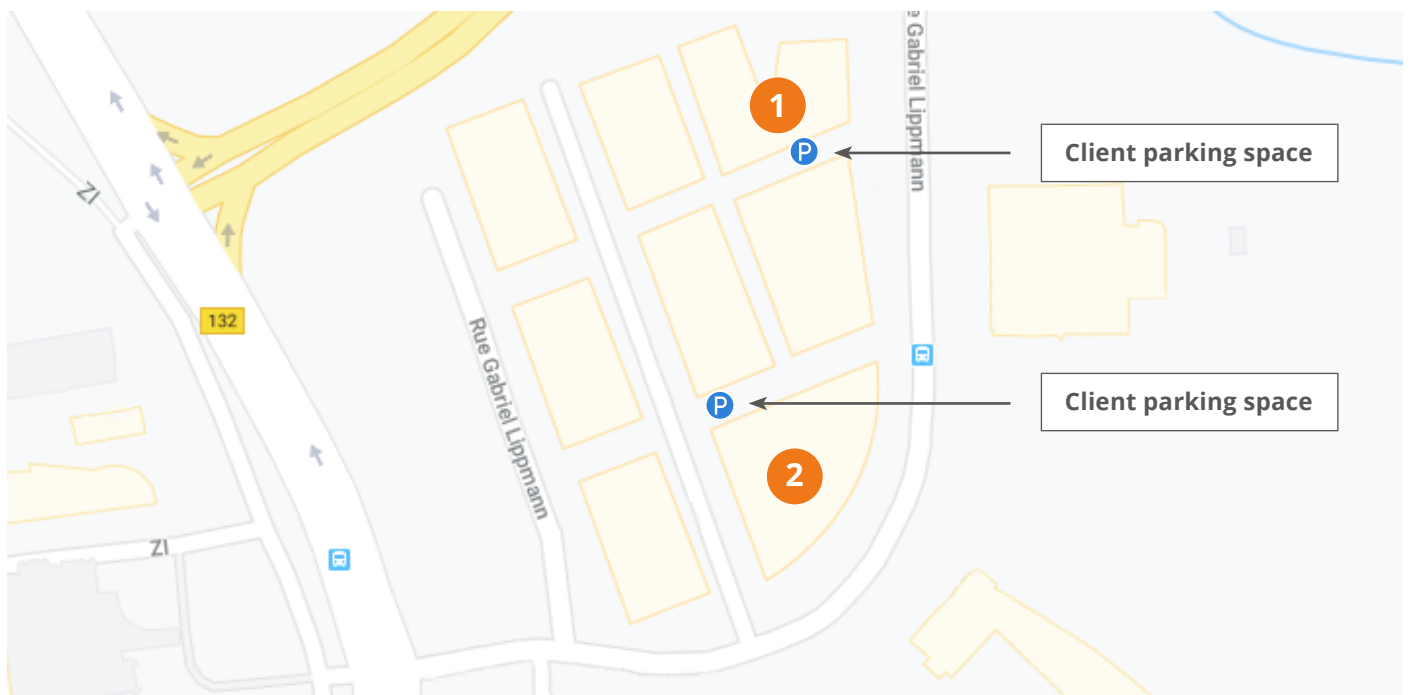 e Gabriel Lippmann
1
P
Client parking space
ZI
132
Rue Gabriel Lippmann
P
Client parking space
2
ZI